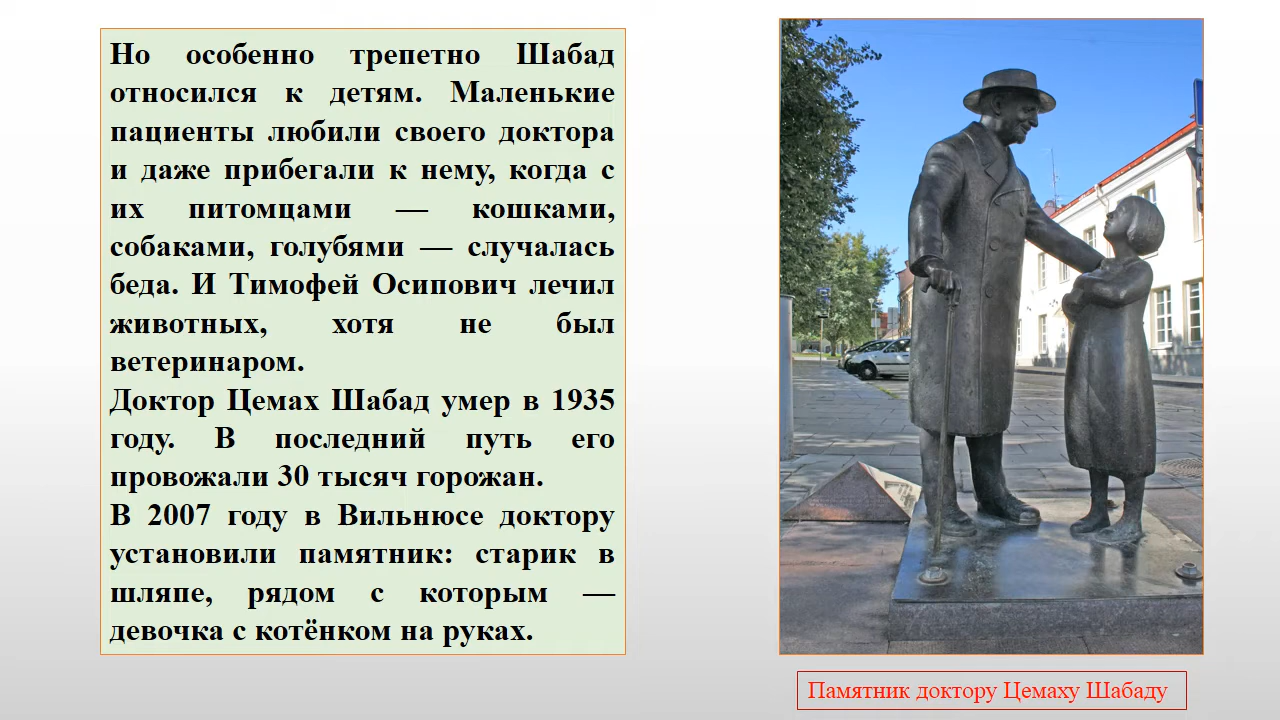 Но особенно трепетно Шабад
относился к детям. Маленькие
пациенты любили своего доктора
и даже прибегали к нему, когда с
их питомцами — кошками,
собаками, голубями — случалась
беда. И Тимофей Осипович лечил
животных, хотя не был
ветеринаром.
Доктор Цемах Шабад умер в 1935
году. В последний путь его
провожали 30 тысяч горожан.
В 2007 году в Вильнюсе доктору
установили памятник: старик в
шляпе, рядом с которым —
девочка с котёнком на руках.
Памятник доктору Цемаху Шабаду